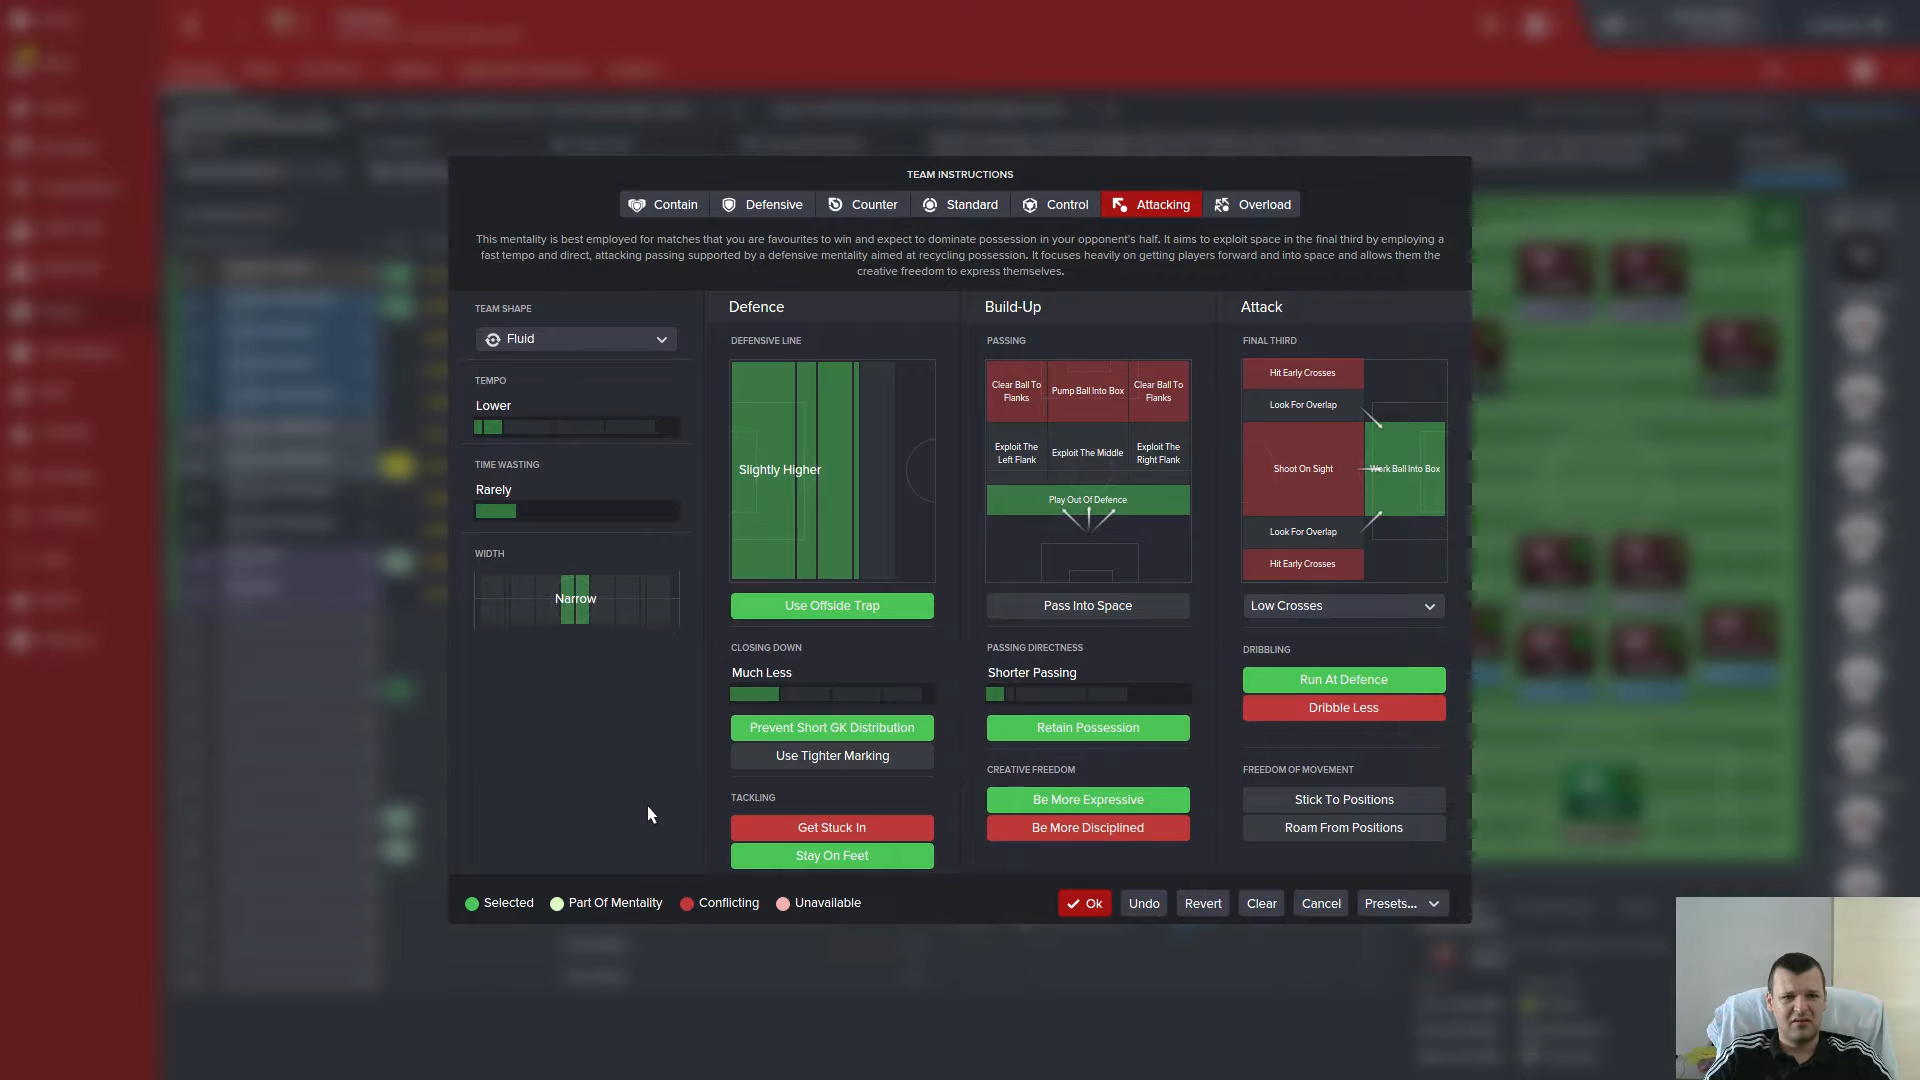 TEAM INSTRUCTIONS
Contain
Defensive
Counter
Standard
Control
Attacking
Overload
This mentality is best employed for matches that you are favourites to win and expect to dominate possession in your opponent's half. It aims to exploit space in the final third by employing a
fast tempo and direct, attacking passing supported by a defensive mentality aimed at recycling possession. It focuses heavily on getting players forward and into space and allows them the
creative freedom to express themselves.
TEAM SHAPE
Fluid
TEMPO
Lower
TIME WASTING
Rarely
WIDTH
Narrow
Defence
DEFENSIVE LINE
Slightly Higher
Use Offside Trap
CLOSING DOWN
Much Less
Prevent Short GK Distribution
Use Tighter Marking
TACKLING
Get Stuck In
Stay On Feet
Build-Up
PASSING
Clear Ball To
Flanks
Pump Ball Into Box
Clear Ball To
Flanks
Exploit The
Left Flank
Exploit The Middle
Exploit The
Right Flank
Play Out Of Defence
Pass Into Space
PASSING DIRECTNESS
Shorter Passing
Retain Possession
CREATIVE FREEDOM
Be More Expressive
Be More Disciplined
Attack
FINAL THIRD
Hit Early Crosses
Look For Overlap
Shoot On Sight
Work Ball Into Box
Look For Overlap
Hit Early Crosses
Low Crosses
DRIBBLING
Run At Defence
Dribble Less
FREEDOM OF MOVEMENT
Stick To Positions
Roam From Positions
Selected
Part Of Mentality
Conflicting
Unavailable
Ok
Undo
Revert
Clear
Cancel
Presets...